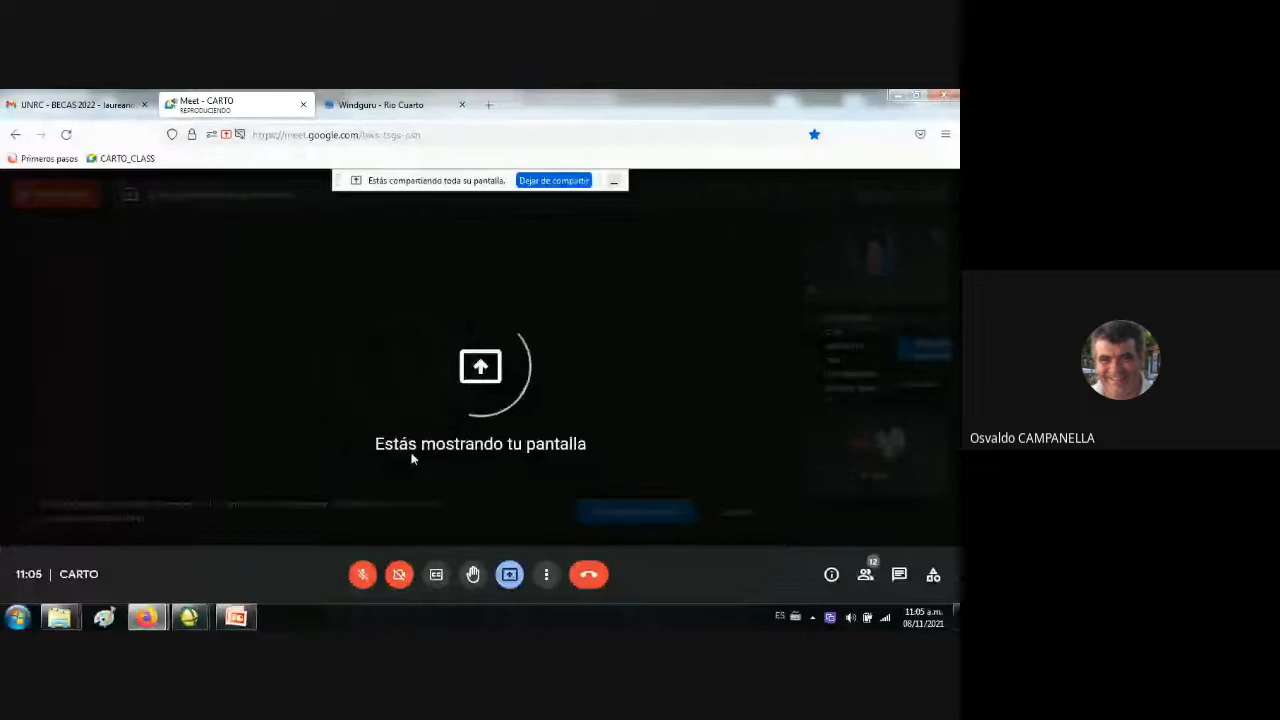 UNRC - BECAS 2022 - laurean
Meet - CARTO
REPRODUCIENDO
Windguru - Rio Cuarto
Primeros pasos
CARTO_CLASS
Estás compartiendo toda su pantalla.
Dejar de compartir
Estás mostrando tu pantalla
Osvaldo CAMPANELLA
12
11:05 | CARTO
ES
11:05 a.m.
08/11/2021